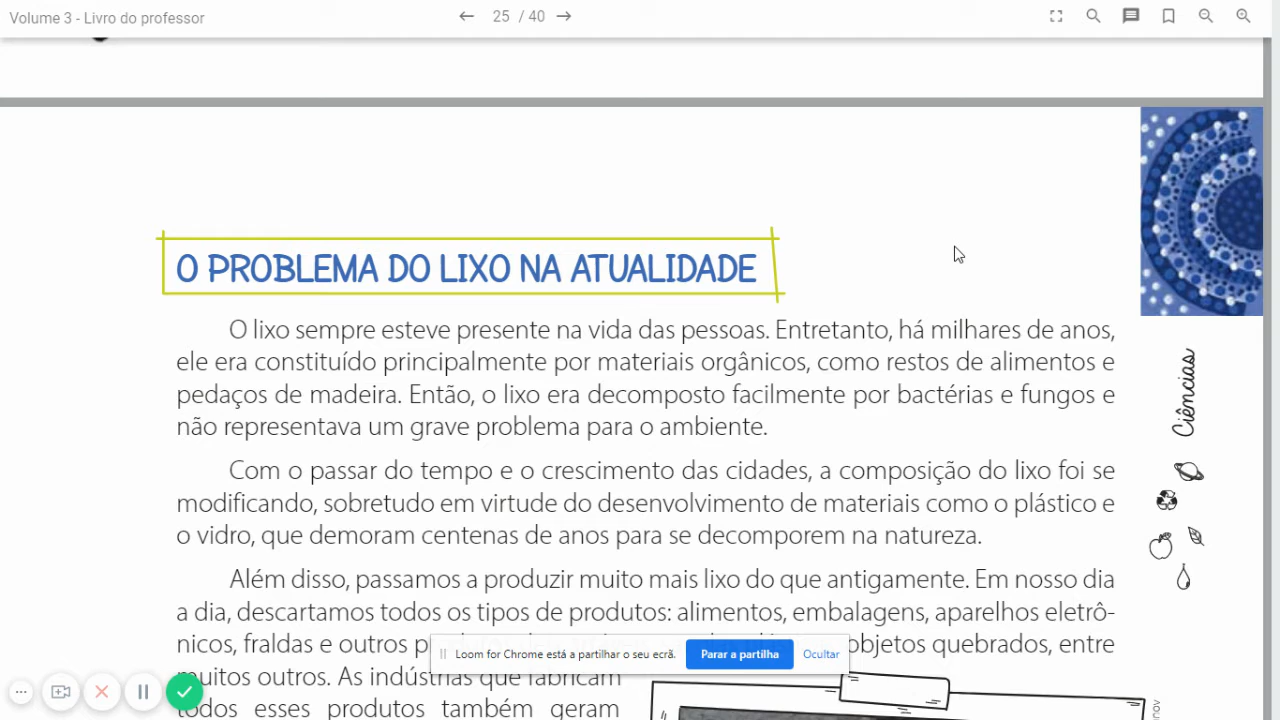 Volume 3 - Livro do professor
25 / 40
O PROBLEMA DO LIXO NA ATUALIDADE
O lixo sempre esteve presente na vida das pessoas. Entretanto, há milhares de anos,
ele era constituído principalmente por materiais orgânicos, como restos de alimentos e
pedaços de madeira. Então, o lixo era decomposto facilmente por bactérias e fungos e
não representava um grave problema para o ambiente.
Com o passar do tempo e o crescimento das cidades, a composição do lixo foi se
modificando, sobretudo em virtude do desenvolvimento de materiais como o plástico e
o vidro, que demoram centenas de anos para se decomporem na natureza.
Além disso, passamos a produzir muito mais lixo do que antigamente. Em nosso dia
a dia, descartamos todos os tipos de produtos: alimentos, embalagens, aparelhos eletrô-
nicos, fraldas e outros objetos quebrados, entre
muitos outros. As indústrias que fabricam
todos esses produtos também geram
Ciências
Loom for Chrome está a partilhar o seu ecrã.
Parar a partilha
Ocultar